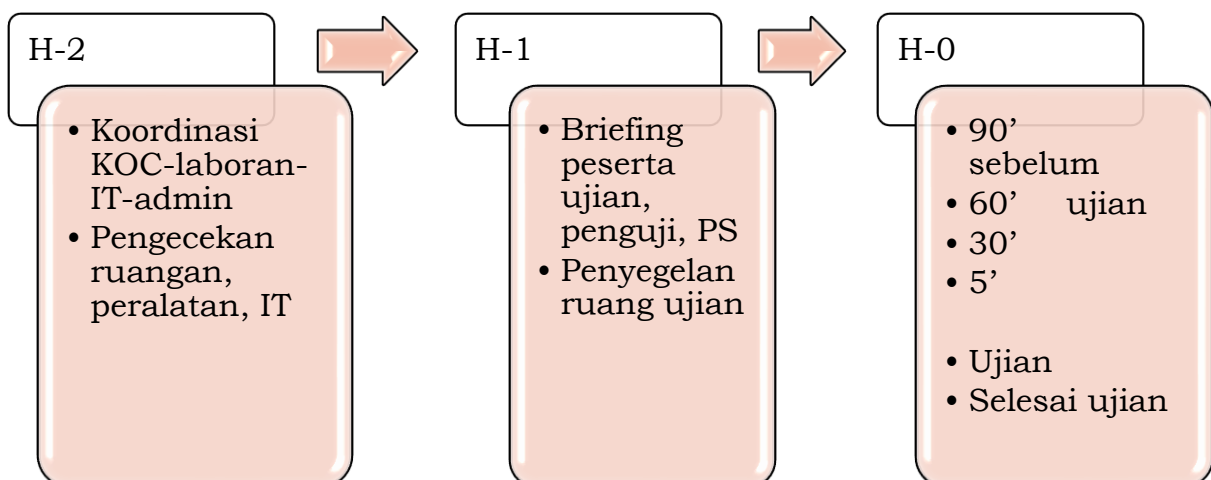 H-2
• Koordinasi
KOC-laboran-
IT-admin
• Pengecekan
ruangan,
peralatan, IT
H-1
• Briefing
peserta
ujian,
penguji, PS
• Penyegelan
ruang ujian
H-0
• 90’
sebelum
• 60’ ujian
• 30’
• 5’
• Ujian
• Selesai ujian